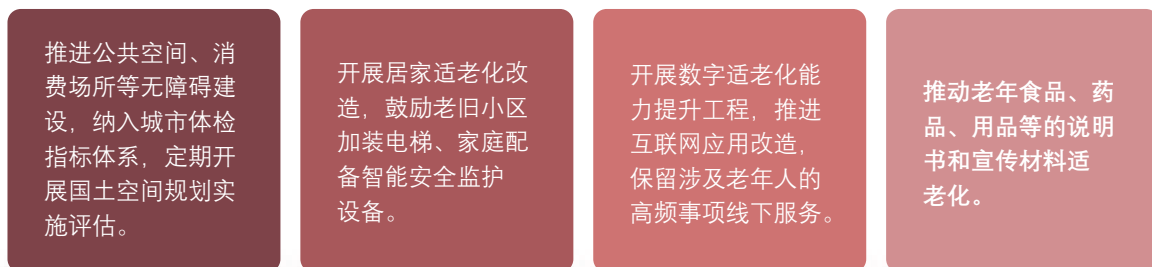 推进公共空间、消
费场所等无障碍建
设，纳入城市体检
指标体系，定期开
展国土空间规划实
施评估。
开展居家适老化改
造，鼓励老旧小区
加装电梯、家庭配
备智能安全监护
设备。
开展数字适老化能
力提升工程，推进
互联网应用改造，
保留涉及老年人的
高频事项线下服务。
推动老年食品、药
品、用品等的说明
书和宣传材料适
老化。